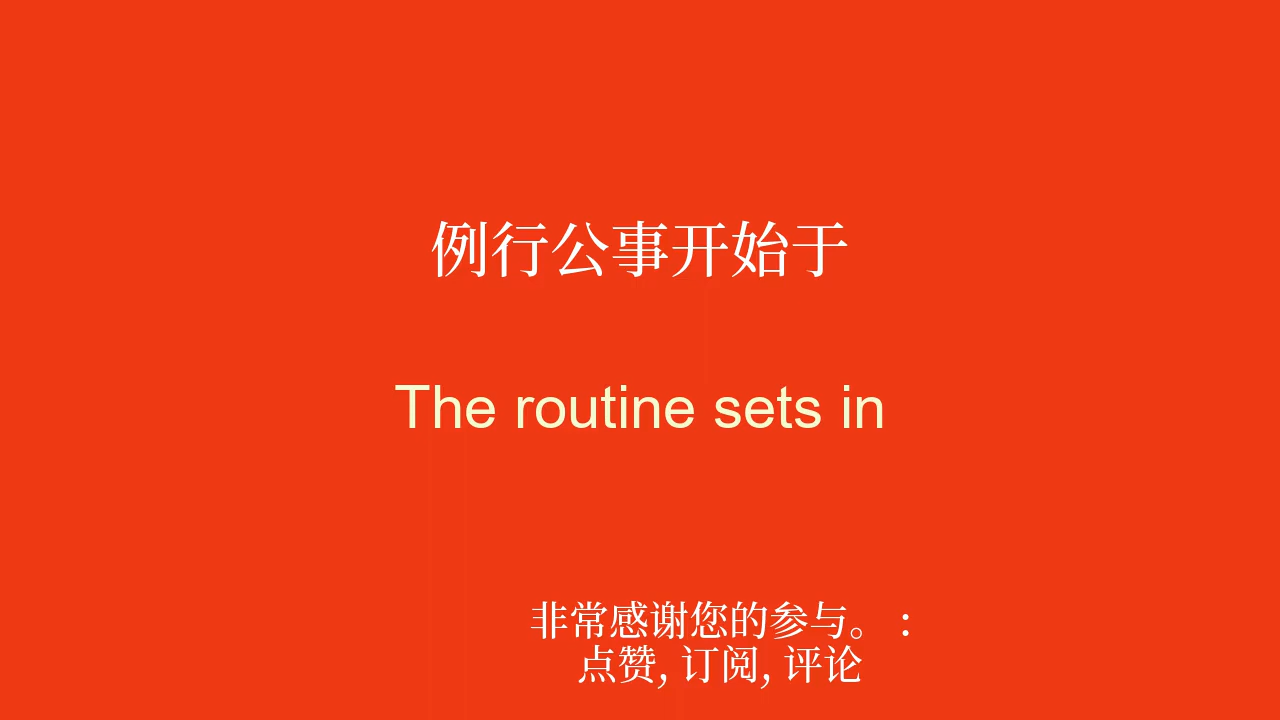 例行公事开始于
The routine sets in
非常感谢您的参与。 :
点赞, 订阅, 评论